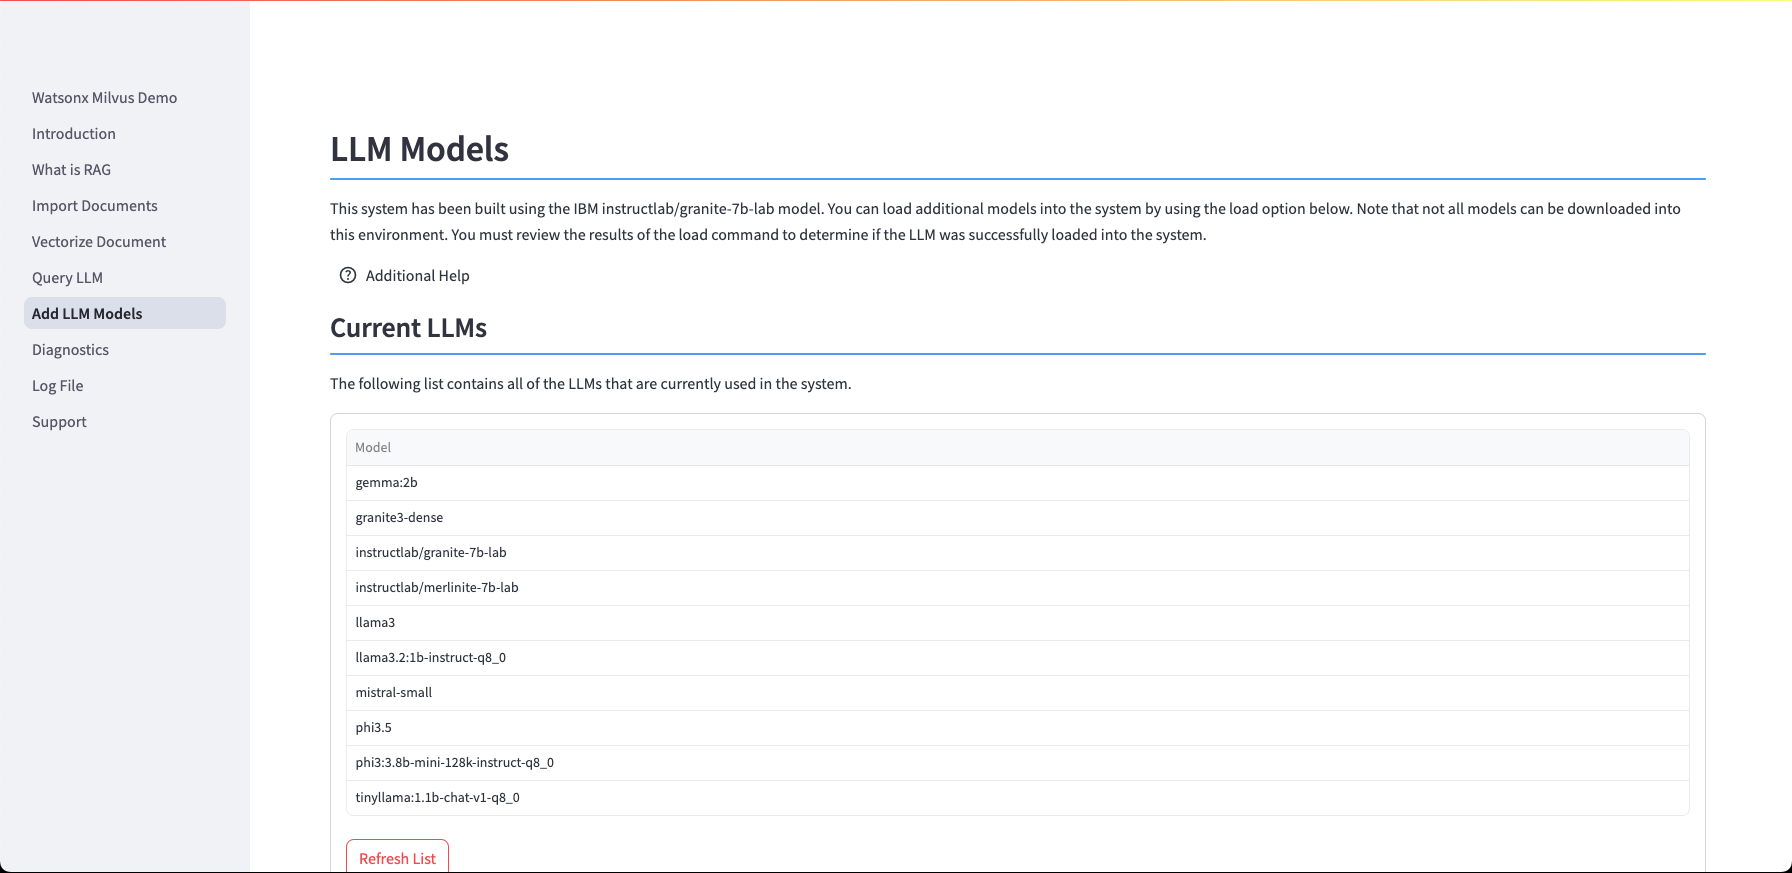 Watsonx Milvus Demo
Introduction
What is RAG
Import Documents
Vectorize Document
Query LLM
Add LLM Models
Diagnostics
Log File
Support
LLM Models
This system has been built using the IBM instructlab/granite-7b-lab model. You can load additional models into the system by using the load option below. Note that not all models can be downloaded into
this environment. You must review the results of the load command to determine if the LLM was successfully loaded into the system.
Additional Help
Current LLMs
The following list contains all of the LLMs that are currently used in the system.
Model
gemma:2b
granite3-dense
instructlab/granite-7b-lab
instructlab/merlinite-7b-lab
llama3
llama3.2:1b-instruct-q8_0
mistral-small
phi3.5
phi3:3.8b-mini-128k-instruct-q8_0
tinyllama:1.1b-chat-v1-q8_0
Refresh List